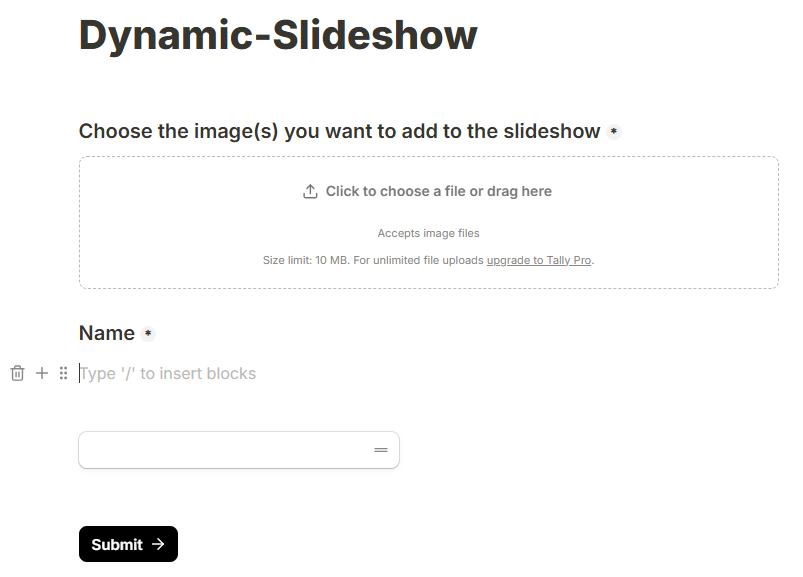 Dynamic-Slideshow
Choose the image(s) you want to add to the slideshow *
Click to choose a file or drag here
Accepts image files
Size limit: 10 MB. For unlimited file uploads upgrade to Tally Pro.
Name *
Type '/' to insert blocks
Submit →